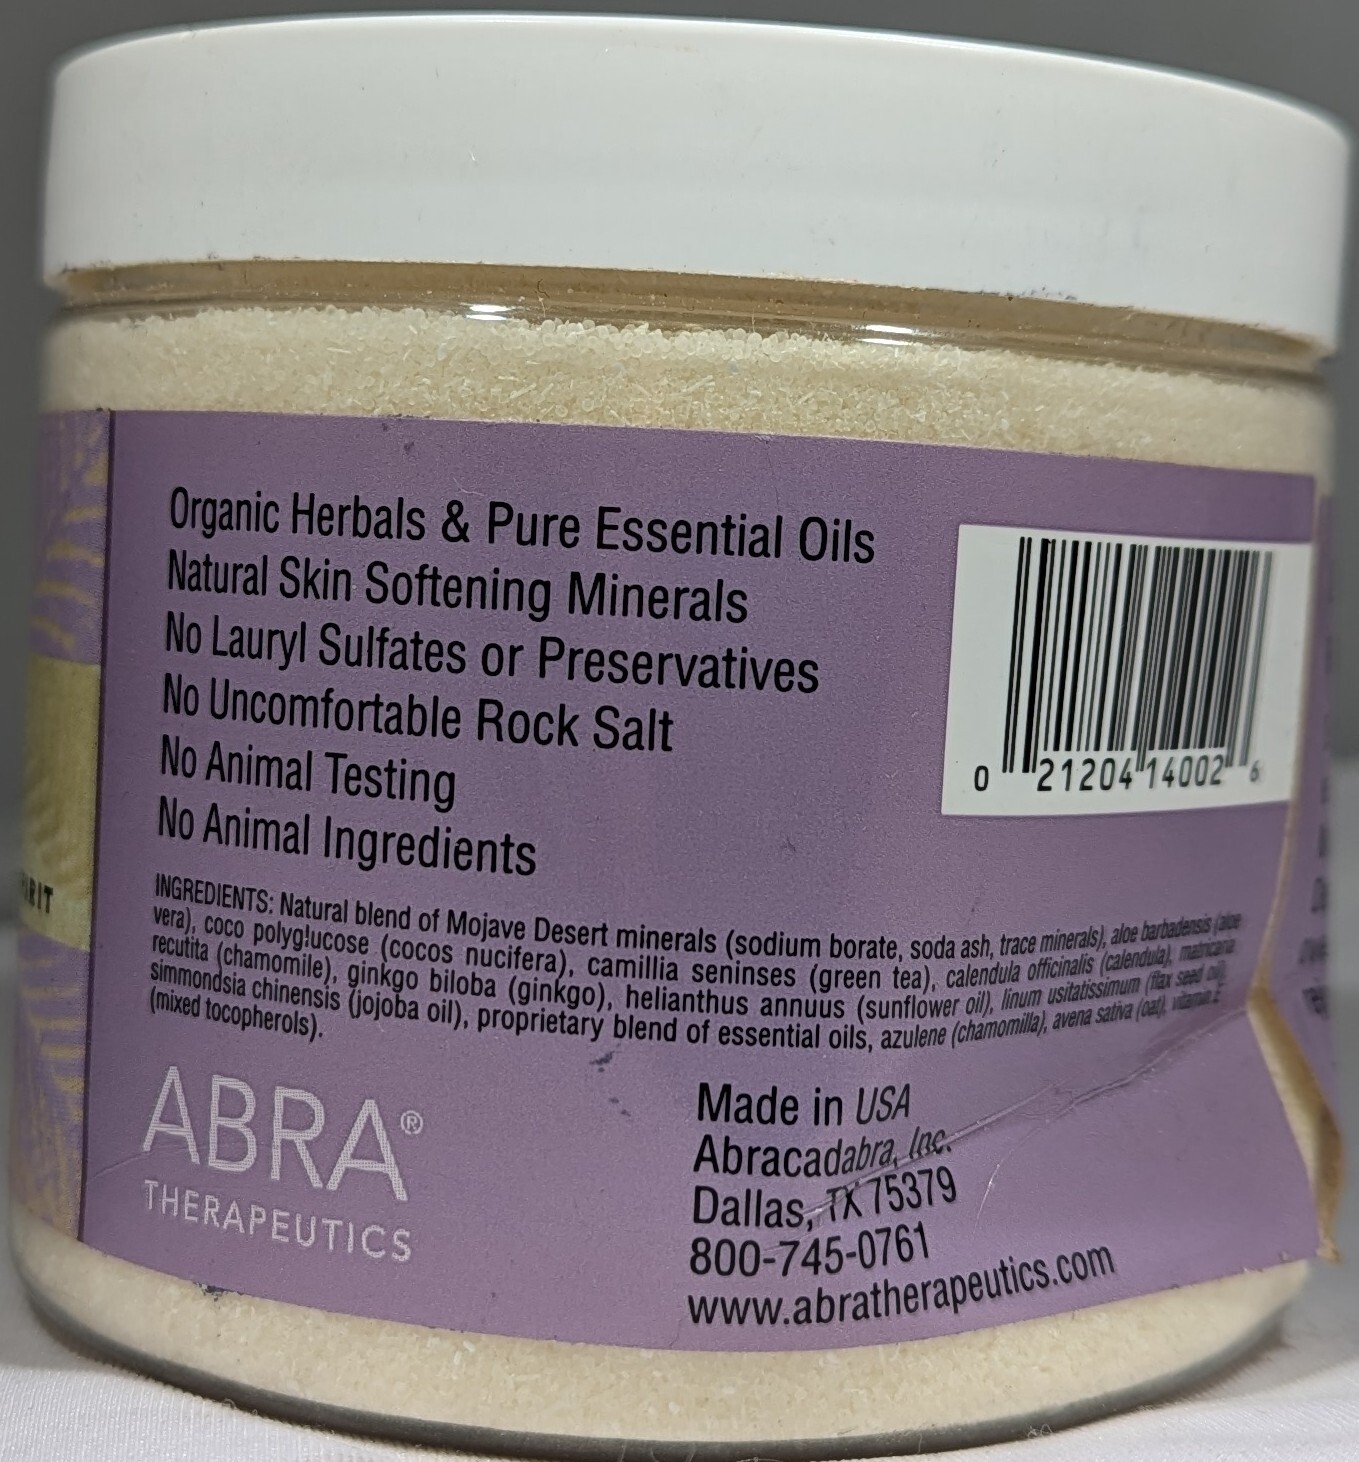 Organic Herbals & Pure Essential Oils
Natural Skin Softening Minerals
No Lauryl Sulfates or Preservatives
No Uncomfortable Rock Salt
No Animal Testing
No Animal Ingredients
0 21204 14002 6
INGREDIENTS: Natural blend of Mojave Desert minerals (sodium borate, soda ash, trace minerals), aloe barbadensis (aloe
vera), coco polyglucose (cocos nucifera), camillia seninses (green tea), calendula officinalis (calendula), matricaria
recutita (chamomile), ginkgo biloba (ginkgo), helianthus annuus (sunflower oil), linum usitatissimum (flax seed oil),
simmondsia chinensis (jojoba oil), proprietary blend of essential oils, azulene (chamomilla), avena sativa (oat), vitamin E
(mixed tocopherols).
ABRA®
THERAPEUTICS
Made in USA
Abracadabra, Inc.
Dallas, TX 75379
800-745-0761
www.abratherapeutics.com